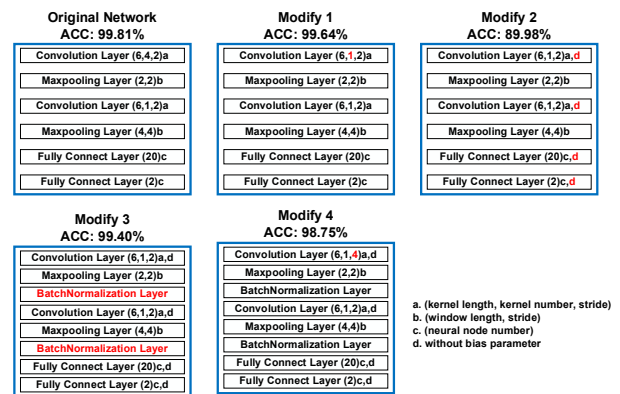 Original Network
ACC: 99.81%
Convolution Layer (6,4,2)a
Maxpooling Layer (2,2)b
Convolution Layer (6,1,2)a
Maxpooling Layer (4,4)b
Fully Connect Layer (20)c
Fully Connect Layer (2)c
Modify 1
ACC: 99.64%
Convolution Layer (6,1,2)a
Maxpooling Layer (2,2)b
Convolution Layer (6,1,2)a
Maxpooling Layer (4,4)b
Fully Connect Layer (20)c
Fully Connect Layer (2)c
Modify 2
ACC: 89.98%
Convolution Layer (6,1,2)a,d
Maxpooling Layer (2,2)b
Convolution Layer (6,1,2)a,d
Maxpooling Layer (4,4)b
Fully Connect Layer (20)c,d
Fully Connect Layer (2)c,d
Modify 3
ACC: 99.40%
Convolution Layer (6,1,2)a,d
Maxpooling Layer (2,2)b
BatchNormalization Layer
Convolution Layer (6,1,2)a,d
Maxpooling Layer (4,4)b
BatchNormalization Layer
Fully Connect Layer (20)c,d
Fully Connect Layer (2)c,d
Modify 4
ACC: 98.75%
Convolution Layer (6,1,4)a,d
Maxpooling Layer (2,2)b
BatchNormalization Layer
Convolution Layer (6,1,2)a,d
Maxpooling Layer (4,4)b
BatchNormalization Layer
Fully Connect Layer (20)c,d
Fully Connect Layer (2)c,d
a. (kernel length, kernel number, stride)
b. (window length, stride)
c. (neural node number)
d. without bias parameter